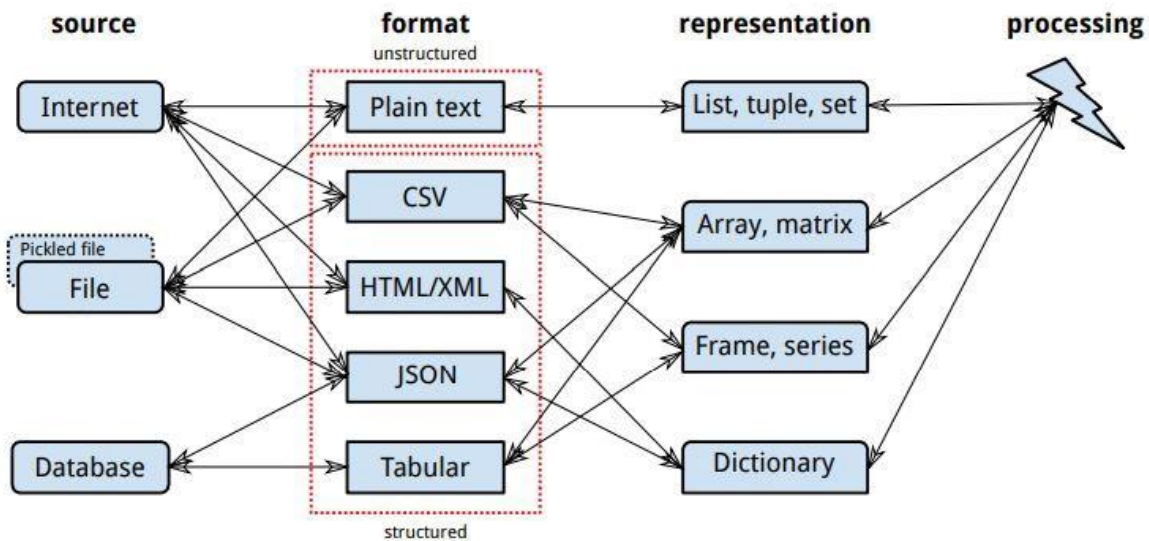 source
format
representation
processing
unstructured
Internet
Plain text
List, tuple, set
CSV
Array, matrix
Pickled file
File
HTML/XML
Frame, series
JSON
Database
Tabular
Dictionary
structured